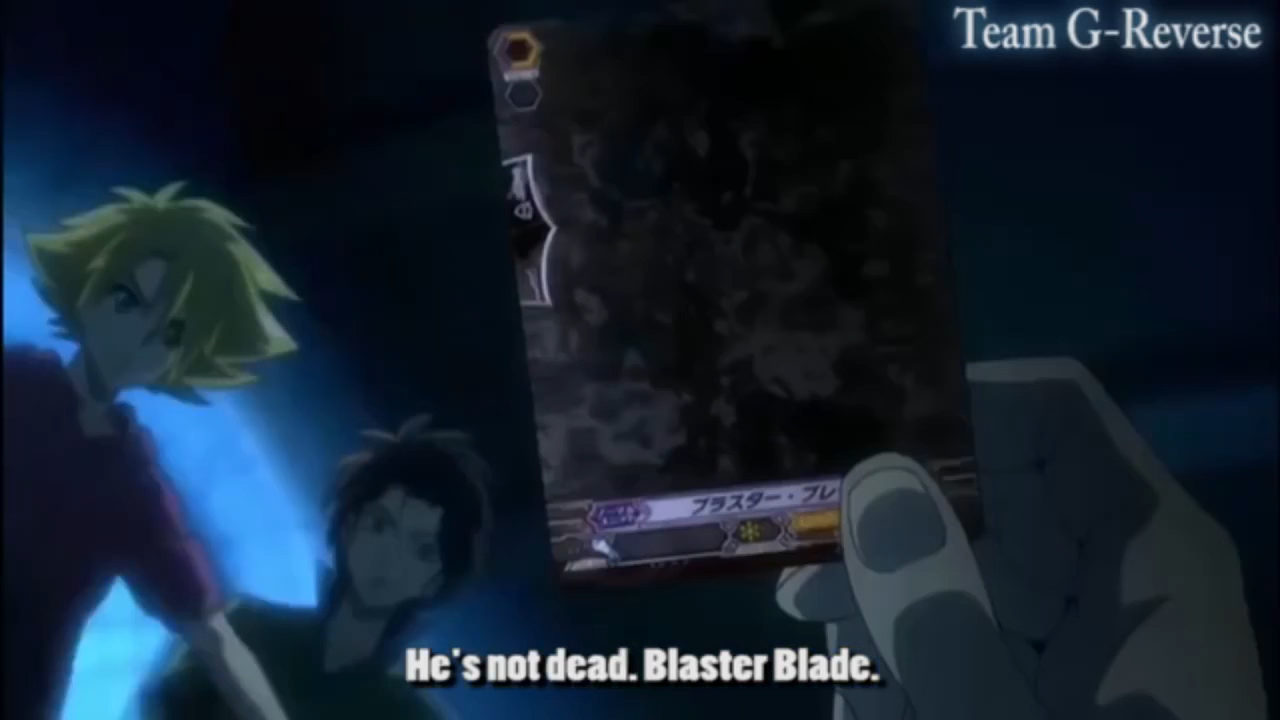 Team G-Reverse
ブラスター・ブレ
He's not dead. Blaster Blade.